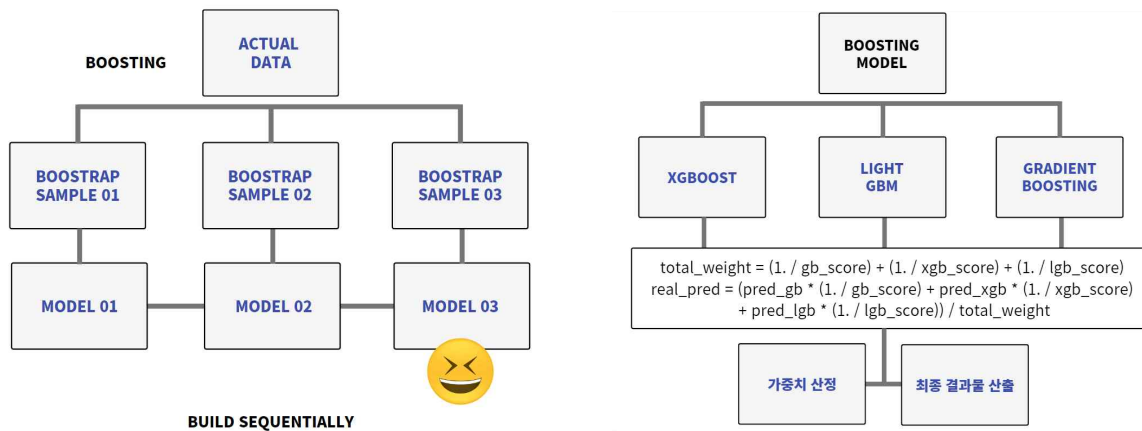 BOOSTING
ACTUAL
DATA
BOOSTRAP
SAMPLE 01
BOOSTRAP
SAMPLE 02
BOOSTRAP
SAMPLE 03
MODEL 01
MODEL 02
MODEL 03
BUILD SEQUENTIALLY
BOOSTING
MODEL
XGBOOST
LIGHT
GBM
GRADIENT
BOOSTING
total_weight = (1. / gb_score) + (1. / xgb_score) + (1. / lgb_score)
real_pred = (pred_gb * (1. / gb_score) + pred_xgb * (1. / xgb_score)
+ pred_lgb * (1. / lgb_score)) / total_weight
가중치 산정
최종 결과물 산출